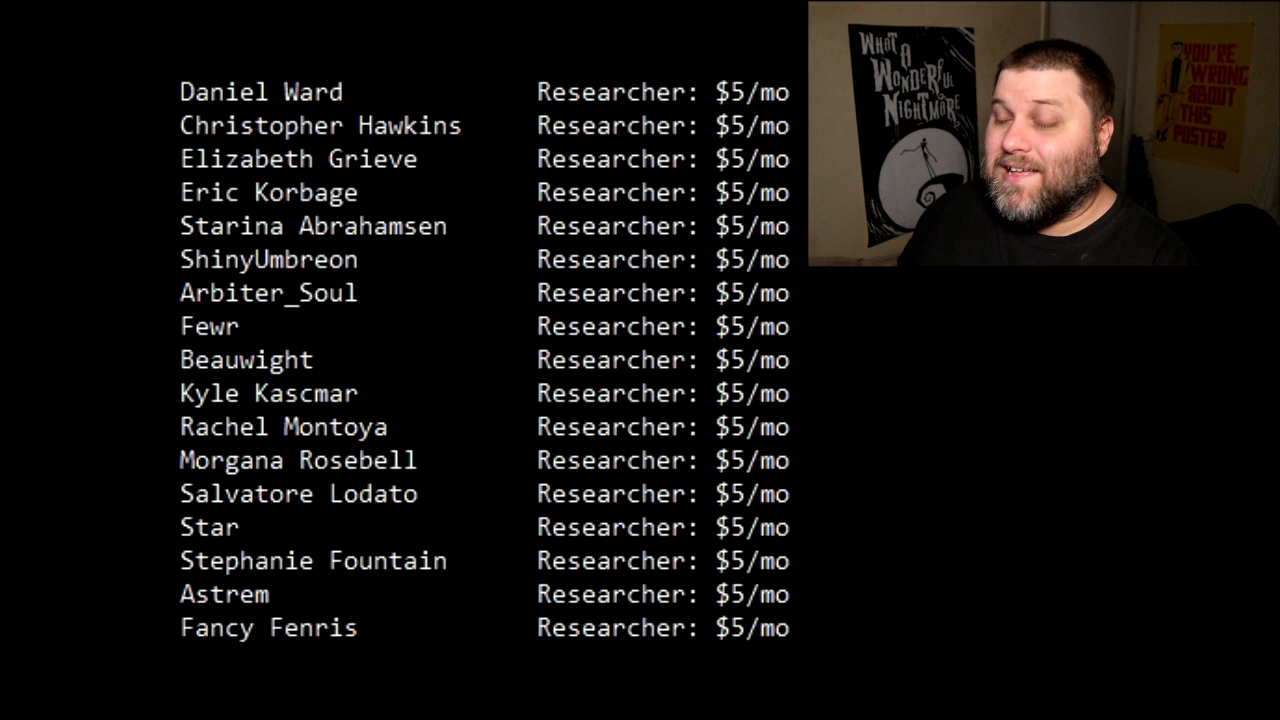 Daniel Ward Researcher: $5/mo
Christopher Hawkins Researcher: $5/mo
Elizabeth Grieve Researcher: $5/mo
Eric Korbage Researcher: $5/mo
Starina Abrahamsen Researcher: $5/mo
ShinyUmbreon Researcher: $5/mo
Arbiter_Soul Researcher: $5/mo
Fewr Researcher: $5/mo
Beauwight Researcher: $5/mo
Kyle Kascmar Researcher: $5/mo
Rachel Montoya Researcher: $5/mo
Morgana Rosebell Researcher: $5/mo
Salvatore Lodato Researcher: $5/mo
Star Researcher: $5/mo
Stephanie Fountain Researcher: $5/mo
Astrem Researcher: $5/mo
Fancy Fenris Researcher: $5/mo
WHAT
A
WONDERFUL
NIGHTMARE
YOU'RE
WRONG
ABOUT
THIS
POSTER